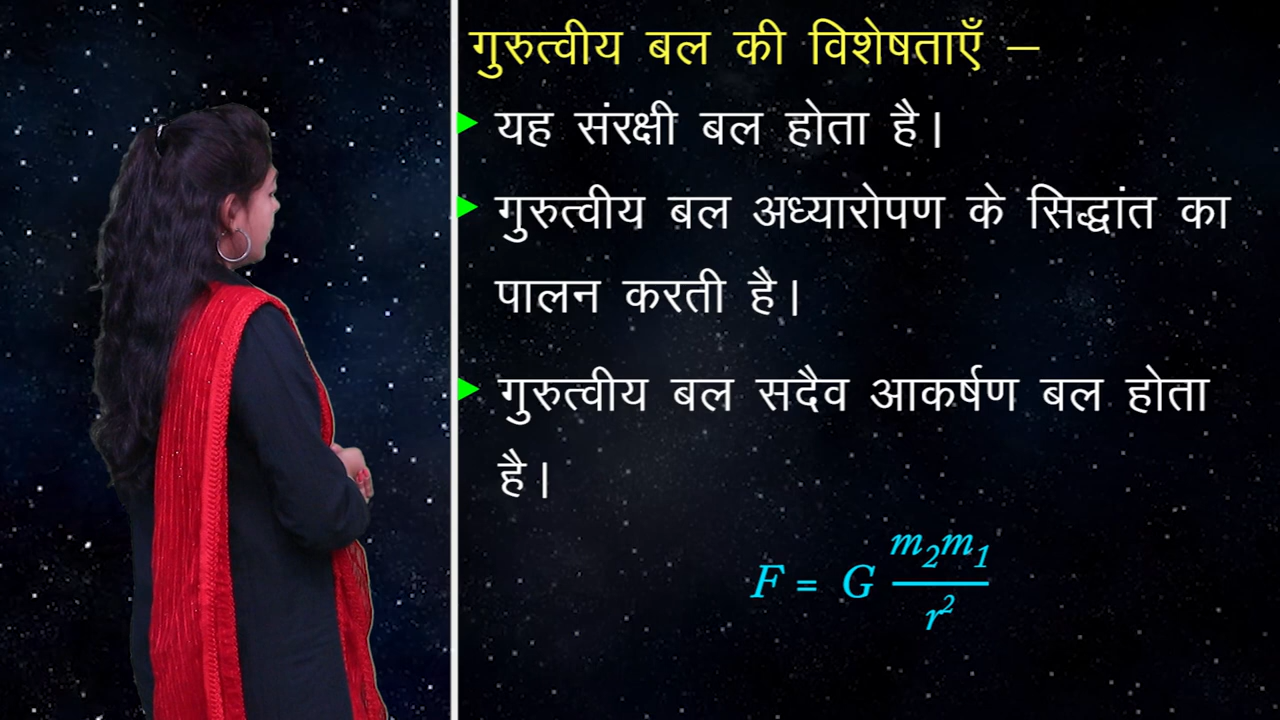 गुरुत्वीय बल की विशेषताएँ –
यह संरक्षी बल होता है।
गुरुत्वीय बल अध्यारोपण के सिद्धांत का
पालन करती है।
गुरुत्वीय बल सदैव आकर्षण बल होता
है।
F = G m₂m₁/r²